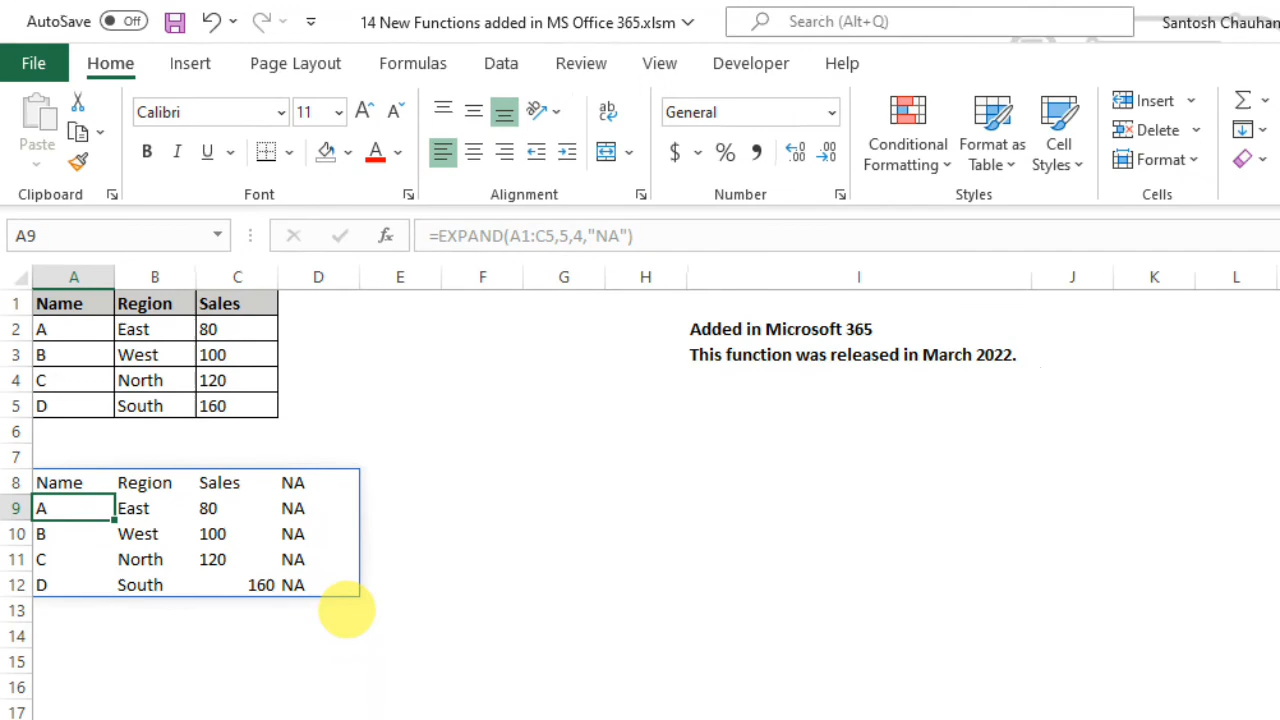 AutoSave Off 14 New Functions added in MS Office 365.xlsm Search (Alt+Q) Santosh Chauhan
File Home Insert Page Layout Formulas Data Review View Developer Help
Paste Calibri 11 A A ab General Conditional Formatting Format as Table Cell Styles Insert
B I U A $ % 9 .00 .00 Delete
Format
Clipboard Font Alignment Number Styles Cells
A9 fx =EXPAND(A1:C5,5,4,"NA")
A B C D E F G H I J K L
1 Name Region Sales
2 A East 80 Added in Microsoft 365
3 B West 100 This function was released in March 2022.
4 C North 120
5 D South 160
6
7
8 Name Region Sales NA
9 A East 80 NA
10 B West 100 NA
11 C North 120 NA
12 D South 160 NA
13
14
15
16
17